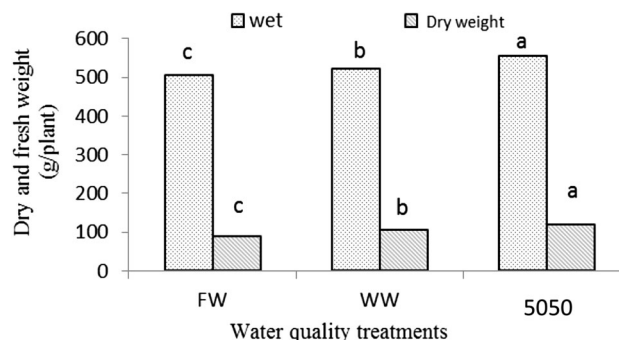 wet
Dry weight
Dry and fresh weight
(g/plant)
600
500
400
300
200
100
0
c
b
a
c
b
a
FW
WW
5050
Water quality treatments